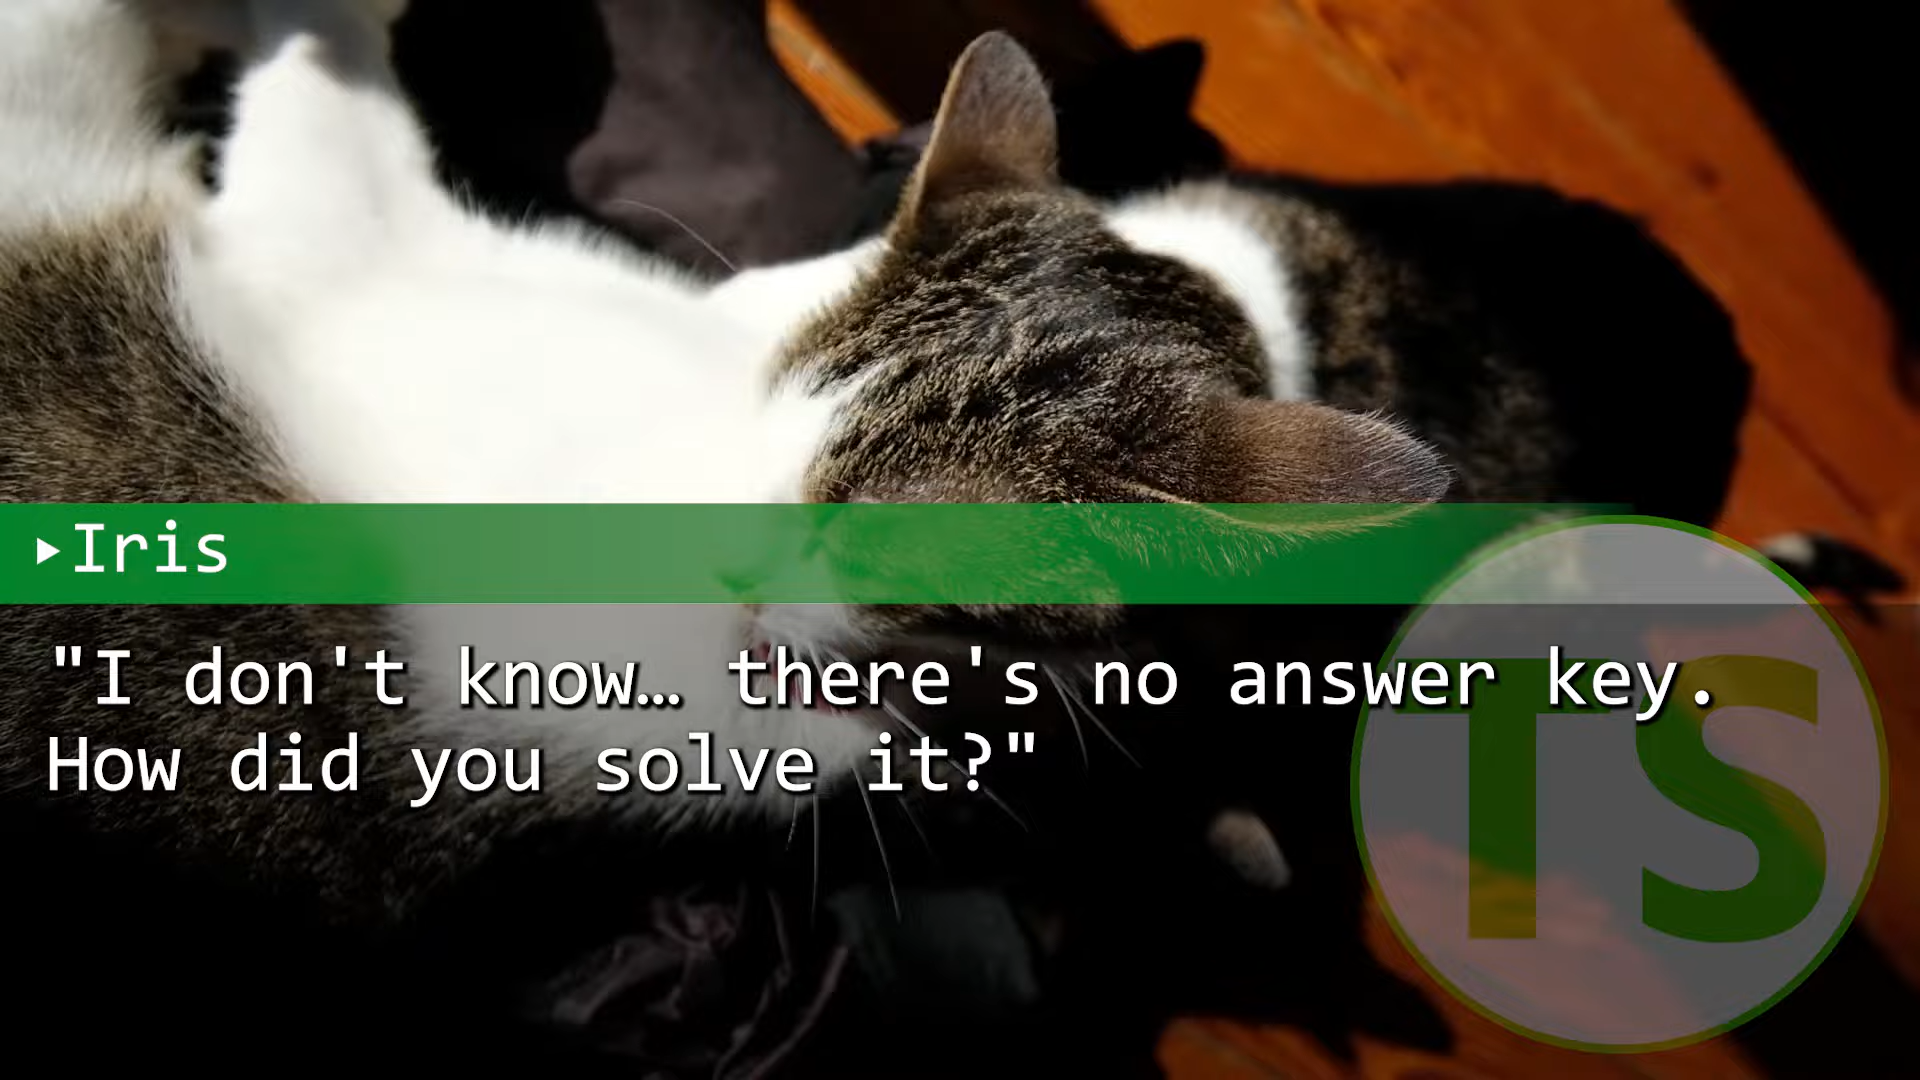 ▶Iris
"I don't know… there's no answer key.
How did you solve it?"
TS